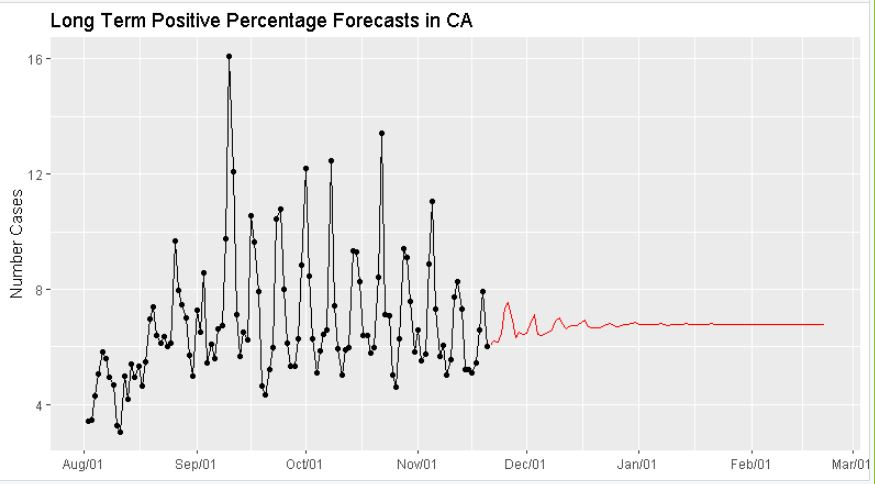 Long Term Positive Percentage Forecasts in CA
Number Cases
16
12
8
4
Aug/01 Sep/01 Oct/01 Nov/01 Dec/01 Jan/01 Feb/01 Mar/01